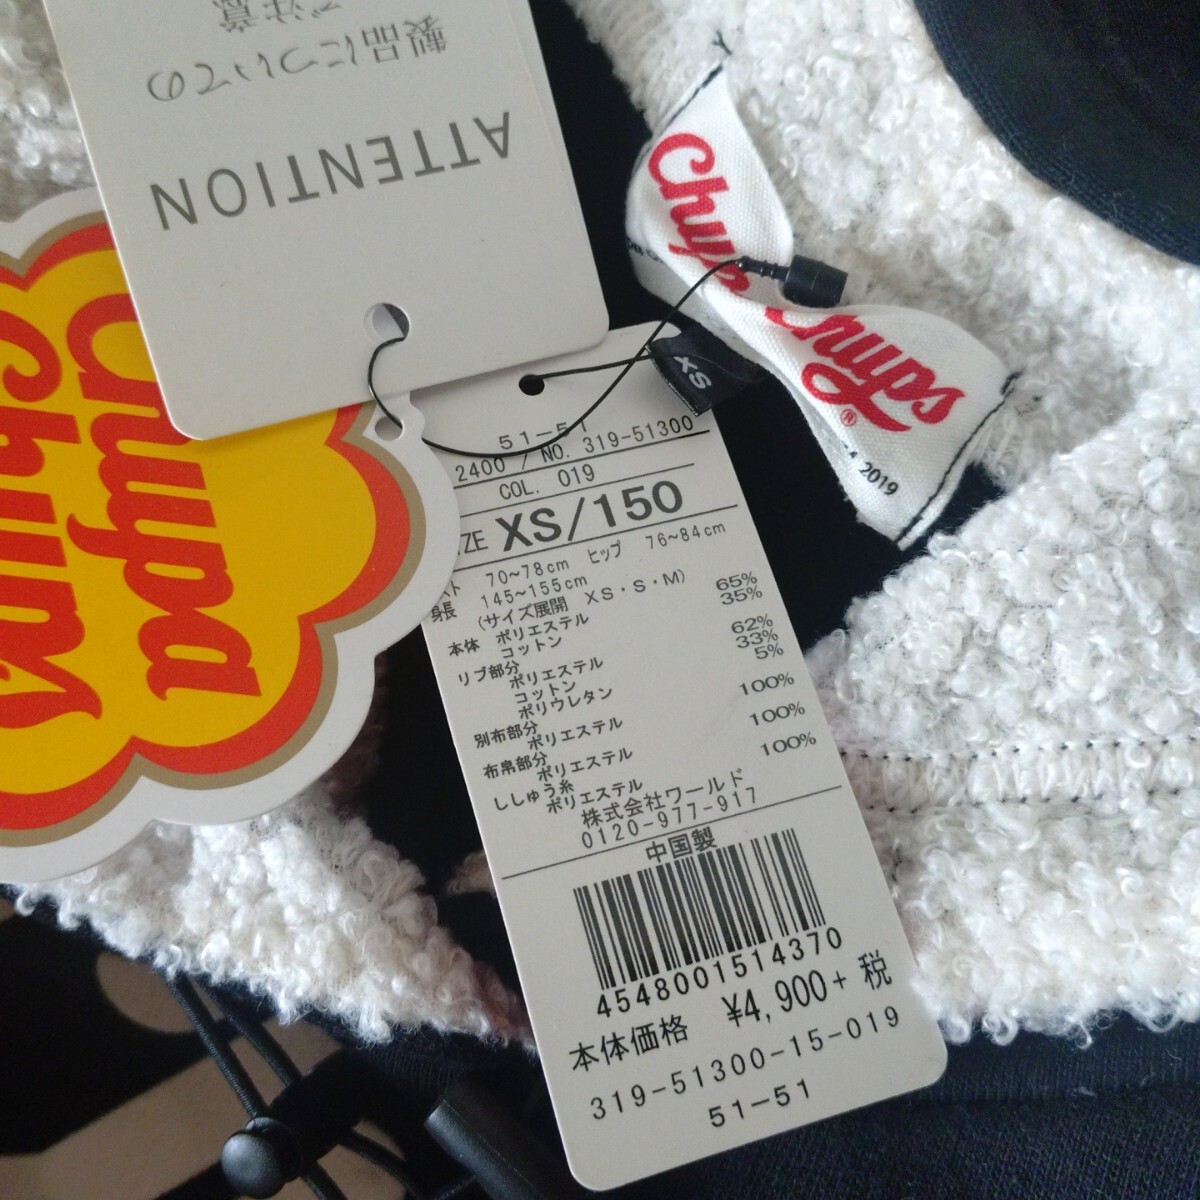 製品についての
ご注意
ATTENTION
Chupa
Chups
Chupa
Chups
®
2019
XS
51-51
2400 / NO. 319-51300
COL. 019
XS/150
70~78cm ヒップ 76~84cm
身長 145~155cm
(サイズ展開 XS・S・M)
本体 ポリエステル 65%
コットン 35%
リブ部分
ポリエステル 62%
コットン 33%
ポリウレタン 5%
別布部分
ポリエステル 100%
布帛部分
ポリエステル 100%
ししゅう糸
ポリエステル 100%
株式会社ワールド
0120-977-917
中国製
4548001514370
本体価格 ¥4,900+税
319-51300-15-019
51-51